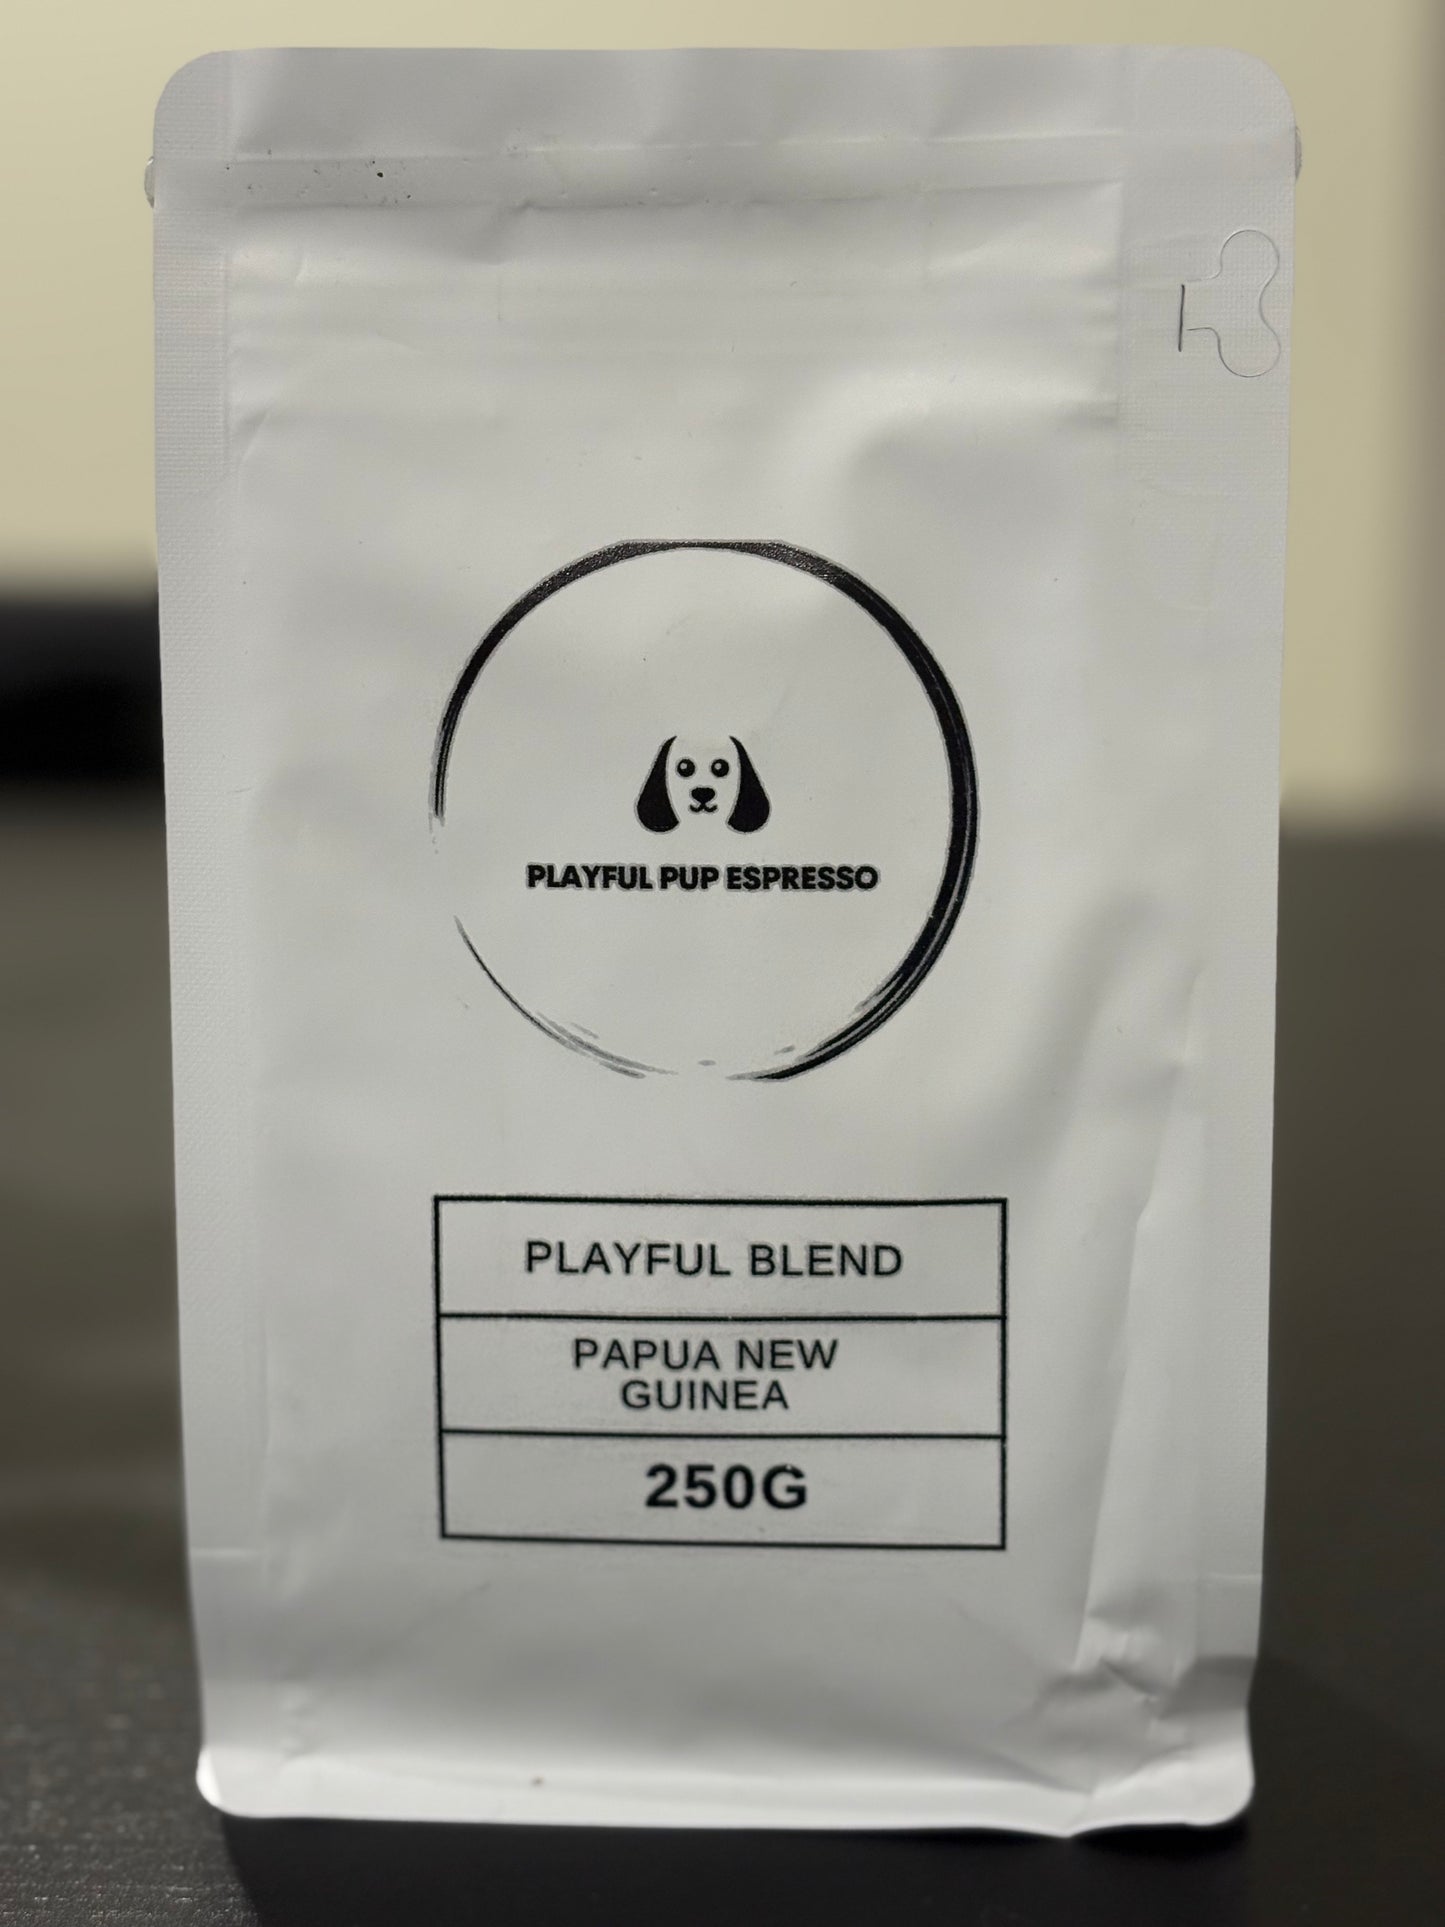 PLAYFUL PUP ESPRESSO
PLAYFUL BLEND
PAPUA NEW
GUINEA
250G